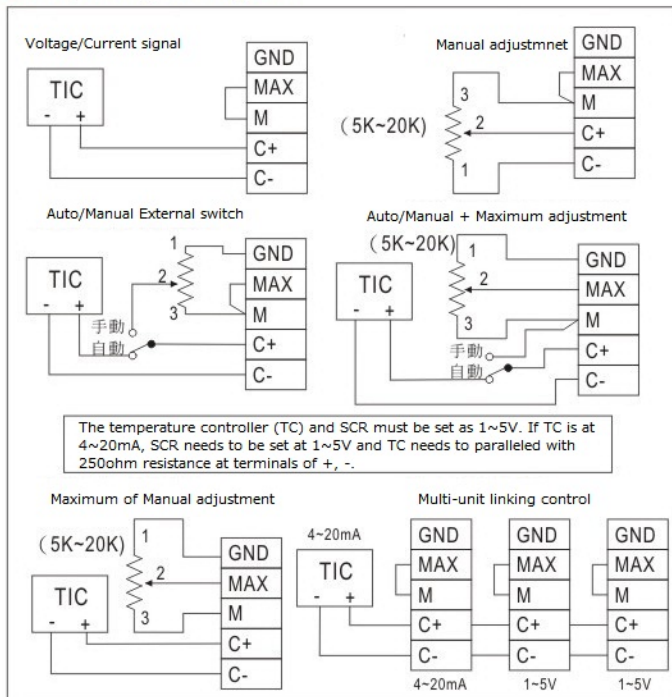 Voltage/Current signal
TIC
- +
GND
MAX
M
C+
C-
Manual adjustmnet
(5K~20K)
3
2
1
GND
MAX
M
C+
C-
Auto/Manual External switch
TIC
- +
1
2
3
手動
自動
GND
MAX
M
C+
C-
Auto/Manual + Maximum adjustment
(5K~20K)
TIC
- +
1
2
3
手動
自動
GND
MAX
M
C+
C-
The temperature controller (TC) and SCR must be set as 1~5V. If TC is at
4~20mA, SCR needs to be set at 1~5V and TC needs to paralleled with
250ohm resistance at terminals of +, -.
Maximum of Manual adjustment
(5K~20K)
TIC
- +
1
2
3
GND
MAX
M
C+
C-
Multi-unit linking control
4~20mA
TIC
- +
GND
MAX
M
C+
C-
4~20mA
GND
MAX
M
C+
C-
1~5V
GND
MAX
M
C+
C-
1~5V